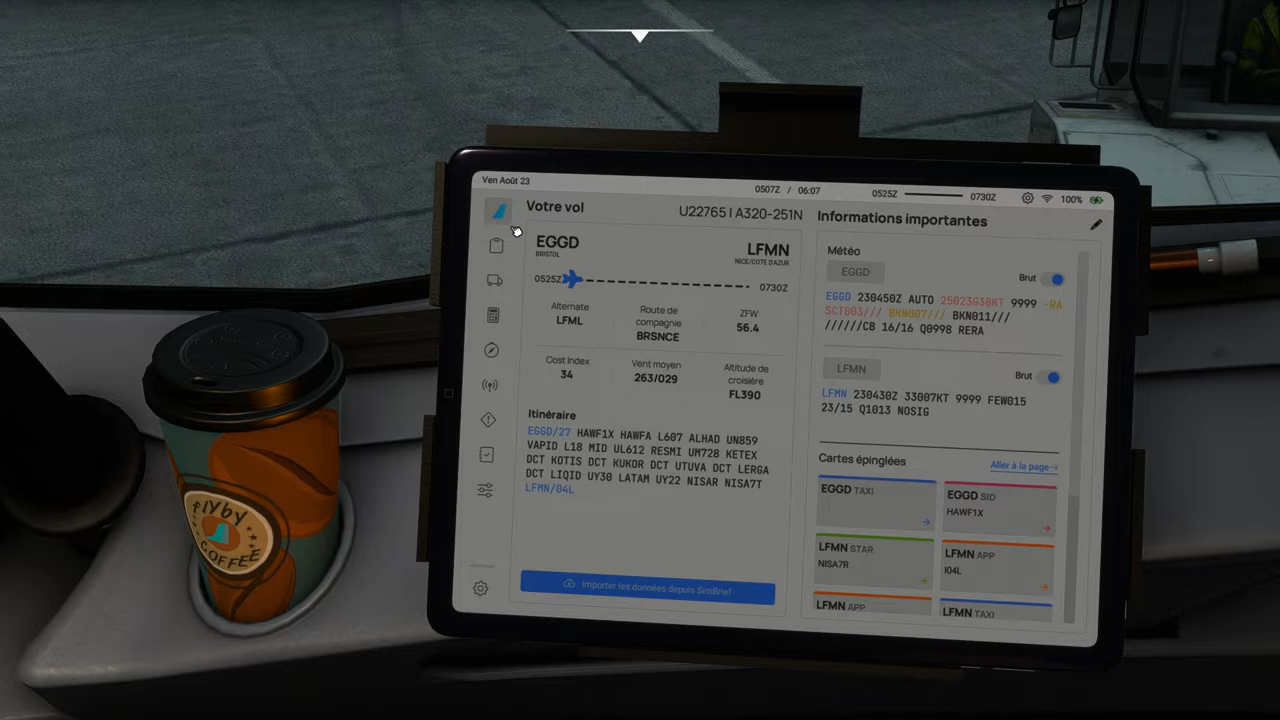 Ven Août 23
0507Z / 06:07
0525Z
0730Z
100%
Votre vol
U22765 | A320-251N
EGGD
BRISTOL
LFMN
NICE/COTE D'AZUR
0525Z
0730Z
Alternate
LFML
Route de
compagnie
BRSNCE
ZFW
56.4
Cost Index
34
Vent moyen
263/029
Altitude de
croisière
FL390
Itinéraire
EGGD/27 HAWF1X HAWFA L607 ALHAD UN859
VAPID L18 MID UL612 RESMI UM728 KETEX
DCT KOTIS DCT KUKOR DCT UTUVA DCT LERGA
DCT LIQID UY30 LATAM UY22 NISAR NISA7T
LFMN/04L
Importer les données depuis SimBrief
Informations importantes
Météo
EGGD
Brut
EGGD 230450Z AUTO 25023G38KT 9999 -RA
SCT003/// BKN007/// BKN011///
//////CB 16/16 Q0998 RERA
LFMN
Brut
LFMN 230430Z 33007KT 9999 FEW015
23/15 Q1013 NOSIG
Cartes épinglées
Aller à la page
EGGD TAXI
EGGD SID
HAWF1X
LFMN STAR
NISA7R
LFMN APP
I04L
LFMN APP
LFMN TAXI
flyby
COFFEE